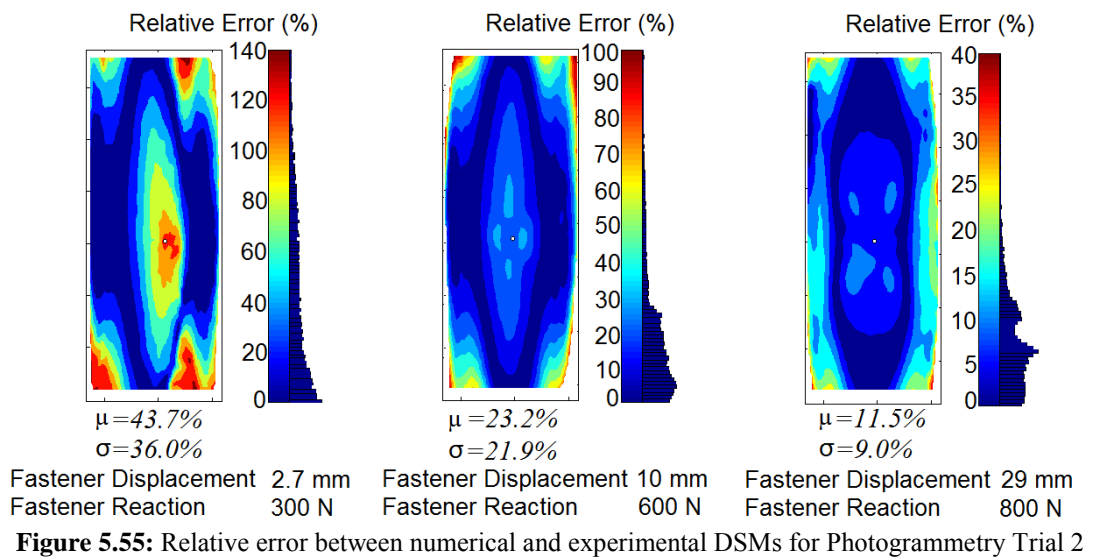 Relative Error (%)
140
120
100
80
60
40
20
0
μ=43.7%
σ=36.0%
Fastener Displacement 2.7 mm
Fastener Reaction 300 N
Relative Error (%)
100
90
80
70
60
50
40
30
20
10
0
μ=23.2%
σ=21.9%
Fastener Displacement 10 mm
Fastener Reaction 600 N
Relative Error (%)
40
35
30
25
20
15
10
5
0
μ=11.5%
σ=9.0%
Fastener Displacement 29 mm
Fastener Reaction 800 N
Figure 5.55: Relative error between numerical and experimental DSMs for Photogrammetry Trial 2